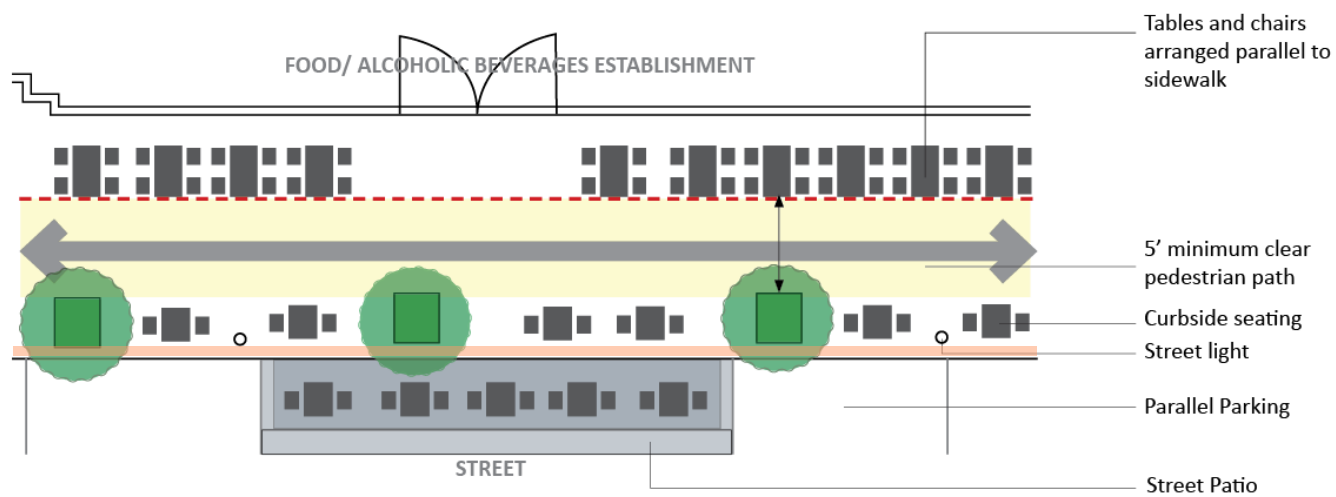 FOOD/ ALCOHOLIC BEVERAGES ESTABLISHMENT
Tables and chairs
arranged parallel to
sidewalk
5’ minimum clear
pedestrian path
Curbside seating
Street light
Parallel Parking
STREET
Street Patio